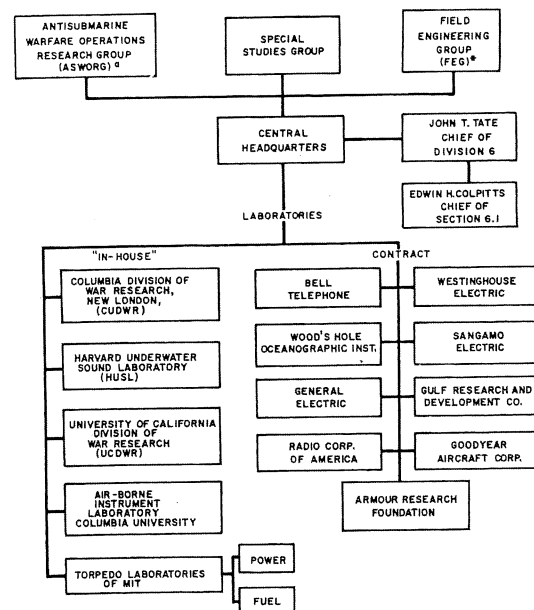 ANTISUBMARINE
WARFARE OPERATIONS
RESEARCH GROUP
(ASWORG) a
SPECIAL
STUDIES GROUP
FIELD
ENGINEERING
GROUP
(FEG)*
CENTRAL
HEADQUARTERS
JOHN T. TATE
CHIEF OF
DIVISION 6
EDWIN H. COLPITTS
CHIEF OF
SECTION 6.1
LABORATORIES
"IN-HOUSE"
COLUMBIA DIVISION OF
WAR RESEARCH,
NEW LONDON,
(CUDWR)
HARVARD UNDERWATER
SOUND LABORATORY
(HUSL)
UNIVERSITY OF CALIFORNIA
DIVISION OF
WAR RESEARCH
(UCDWR)
AIR-BORNE
INSTRUMENT
LABORATORY
COLUMBIA UNIVERSITY
TORPEDO LABORATORIES
OF MIT
POWER
FUEL
CONTRACT
BELL
TELEPHONE
WESTINGHOUSE
ELECTRIC
WOOD'S HOLE
OCEANOGRAPHIC INST.
SANGAMO
ELECTRIC
GENERAL
ELECTRIC
GULF RESEARCH AND
DEVELOPMENT CO.
RADIO CORP.
OF AMERICA
GOODYEAR
AIRCRAFT CORP.
ARMOUR RESEARCH
FOUNDATION